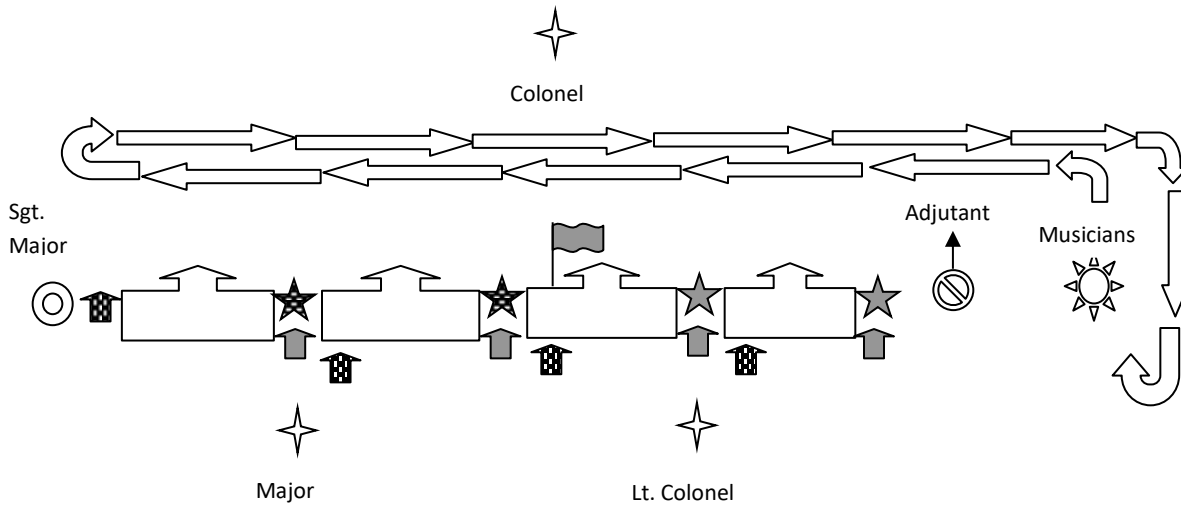 Colonel
Sgt.
Major
Adjutant
Musicians
Major
Lt. Colonel